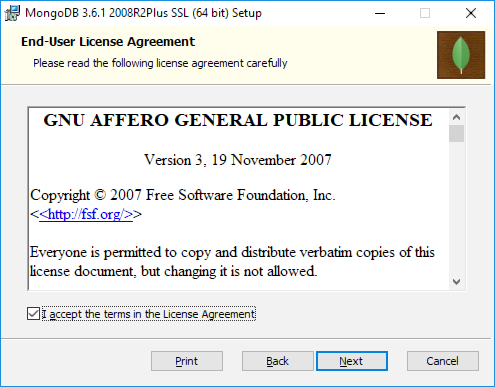 MongoDB 3.6.1 2008R2Plus SSL (64 bit) Setup
End-User License Agreement
Please read the following license agreement carefully
GNU AFFERO GENERAL PUBLIC LICENSE
Version 3, 19 November 2007
Copyright © 2007 Free Software Foundation, Inc.
<<http://fsf.org/>>
Everyone is permitted to copy and distribute verbatim copies of this
license document, but changing it is not allowed.
I accept the terms in the License Agreement
Print
Back
Next
Cancel